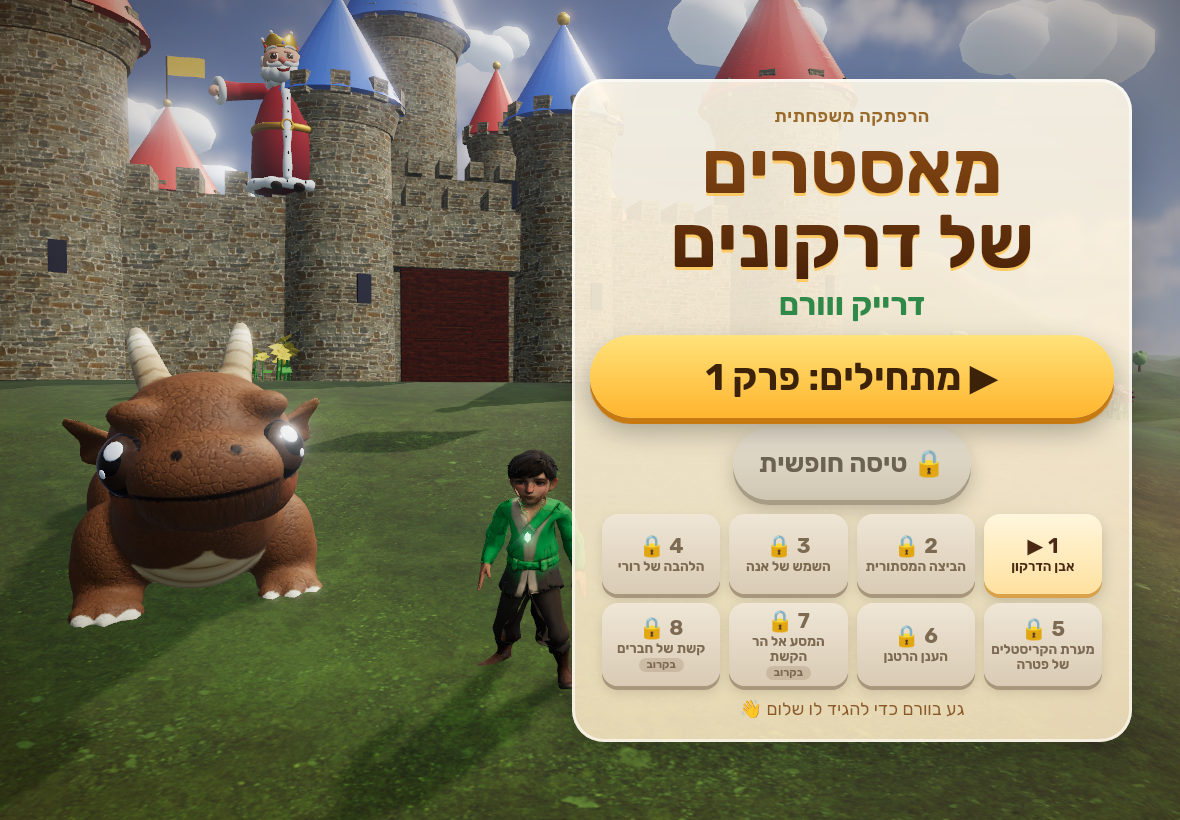 הרפתקה משפחתית
מאסטרים
של דרקונים
דרייק ווורם
▶ מתחילים: פרק 1
🔒 טיסה חופשית
1 ▶
אבן הדרקון
2 🔒
הביצה המסתורית
3 🔒
השמש של אנה
4 🔒
הלהבה של רורי
5 🔒
מערת הקריסטלים
של פטרה
6 🔒
הענן הרטנן
7 🔒
המסע אל הר
הקשת
בקרוב
8 🔒
קשת של חברים
בקרוב
גע בוורם כדי להגיד לו שלום 👋